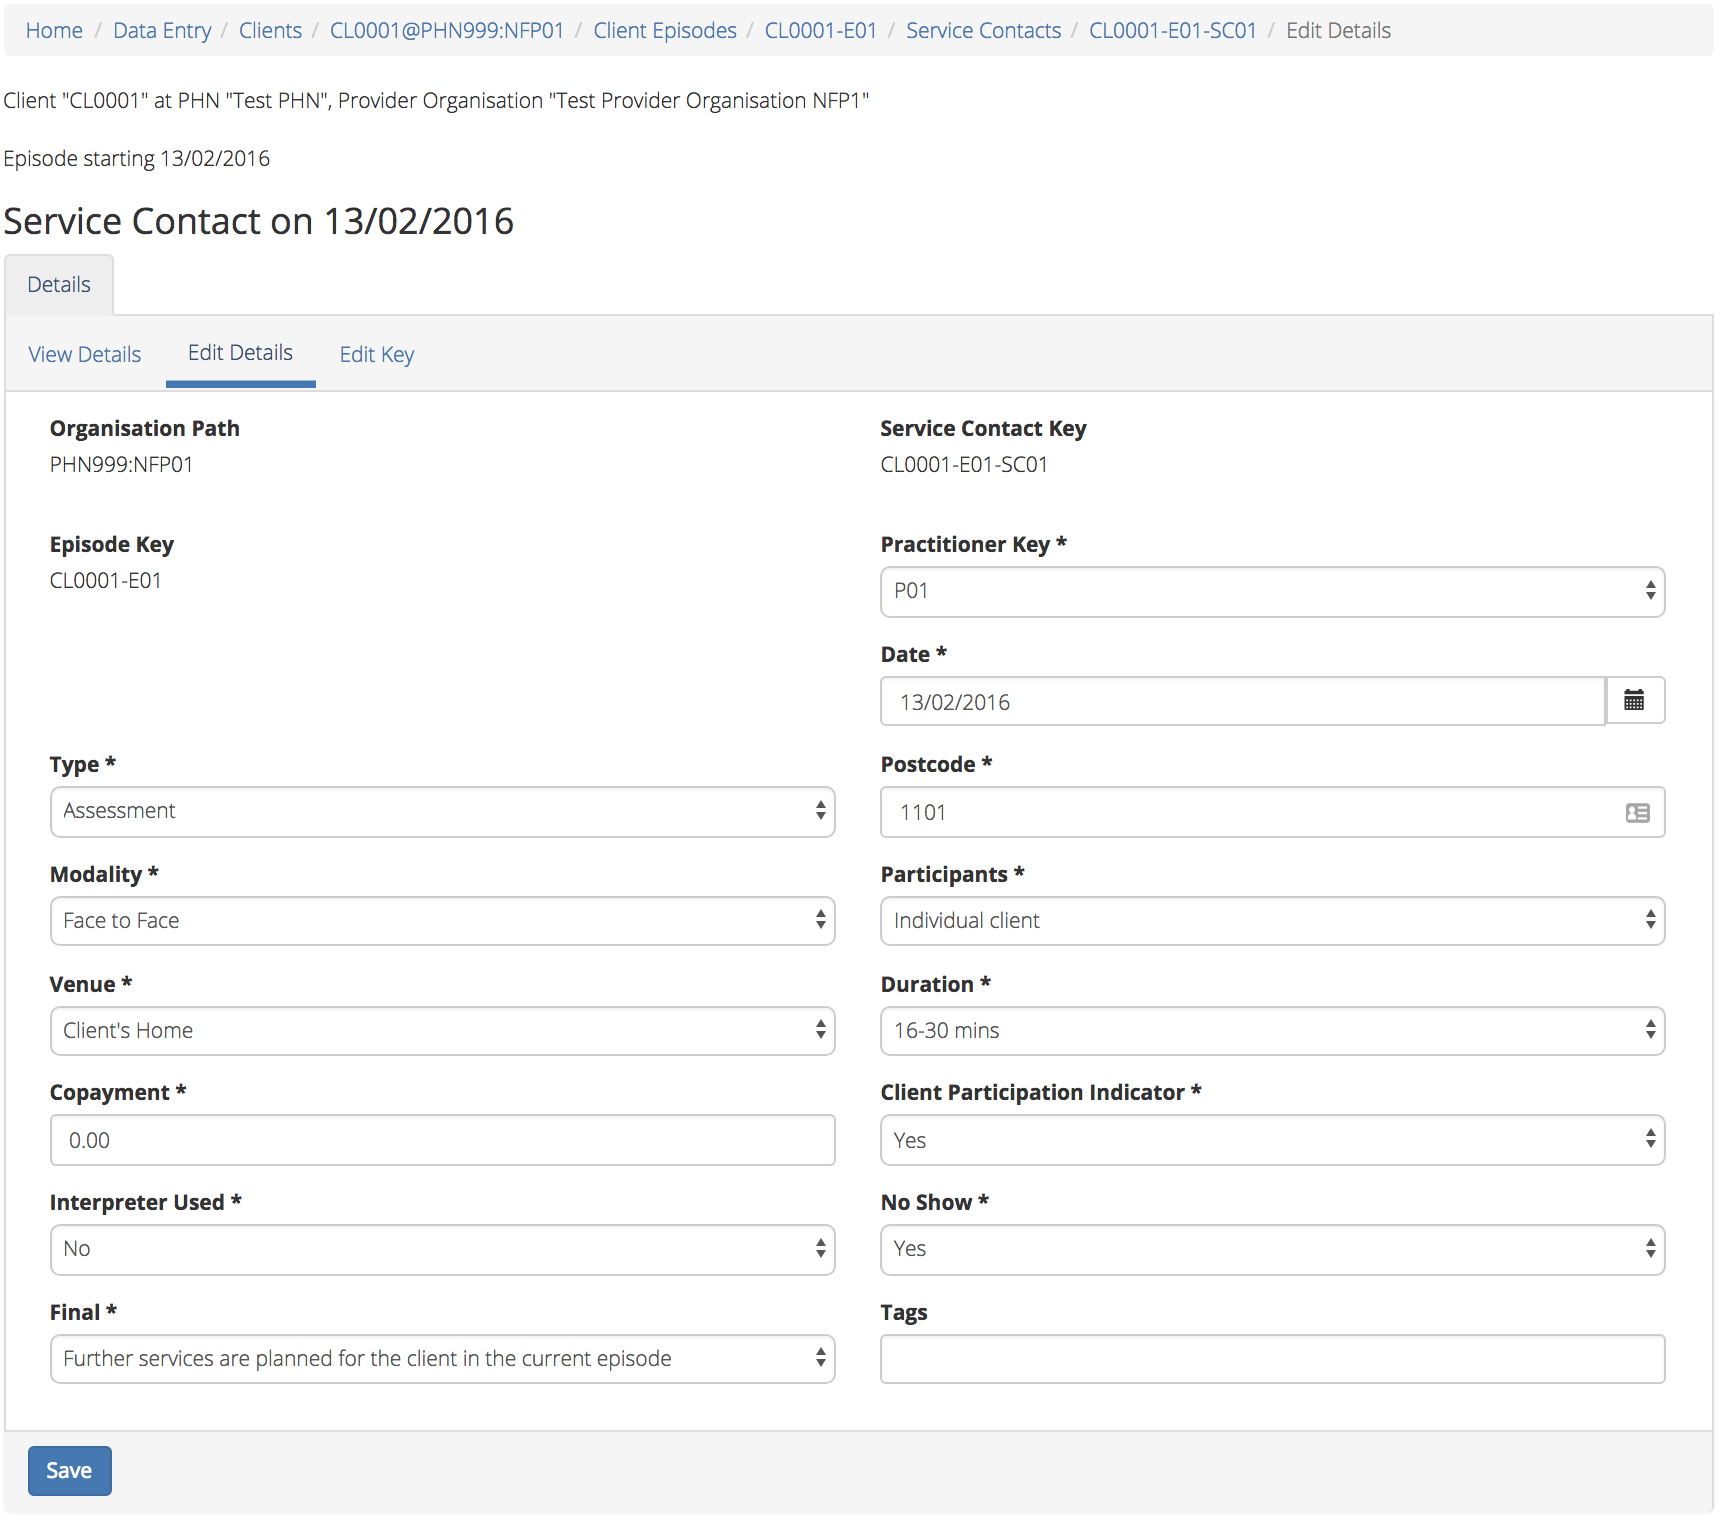 Home / Data Entry / Clients / CL0001@PHN999:NFP01 / Client Episodes / CL0001-E01 / Service Contacts / CL0001-E01-SC01 / Edit Details
Client "CL0001" at PHN "Test PHN", Provider Organisation "Test Provider Organisation NFP1"
Episode starting 13/02/2016
Service Contact on 13/02/2016
Details
View Details Edit Details Edit Key
Organisation Path
PHN999:NFP01
Service Contact Key
CL0001-E01-SC01
Episode Key
CL0001-E01
Practitioner Key *
P01
Date *
13/02/2016
Type *
Assessment
Postcode *
1101
Modality *
Face to Face
Participants *
Individual client
Venue *
Client's Home
Duration *
16-30 mins
Copayment *
0.00
Client Participation Indicator *
Yes
Interpreter Used *
No
No Show *
Yes
Final *
Further services are planned for the client in the current episode
Tags
Save